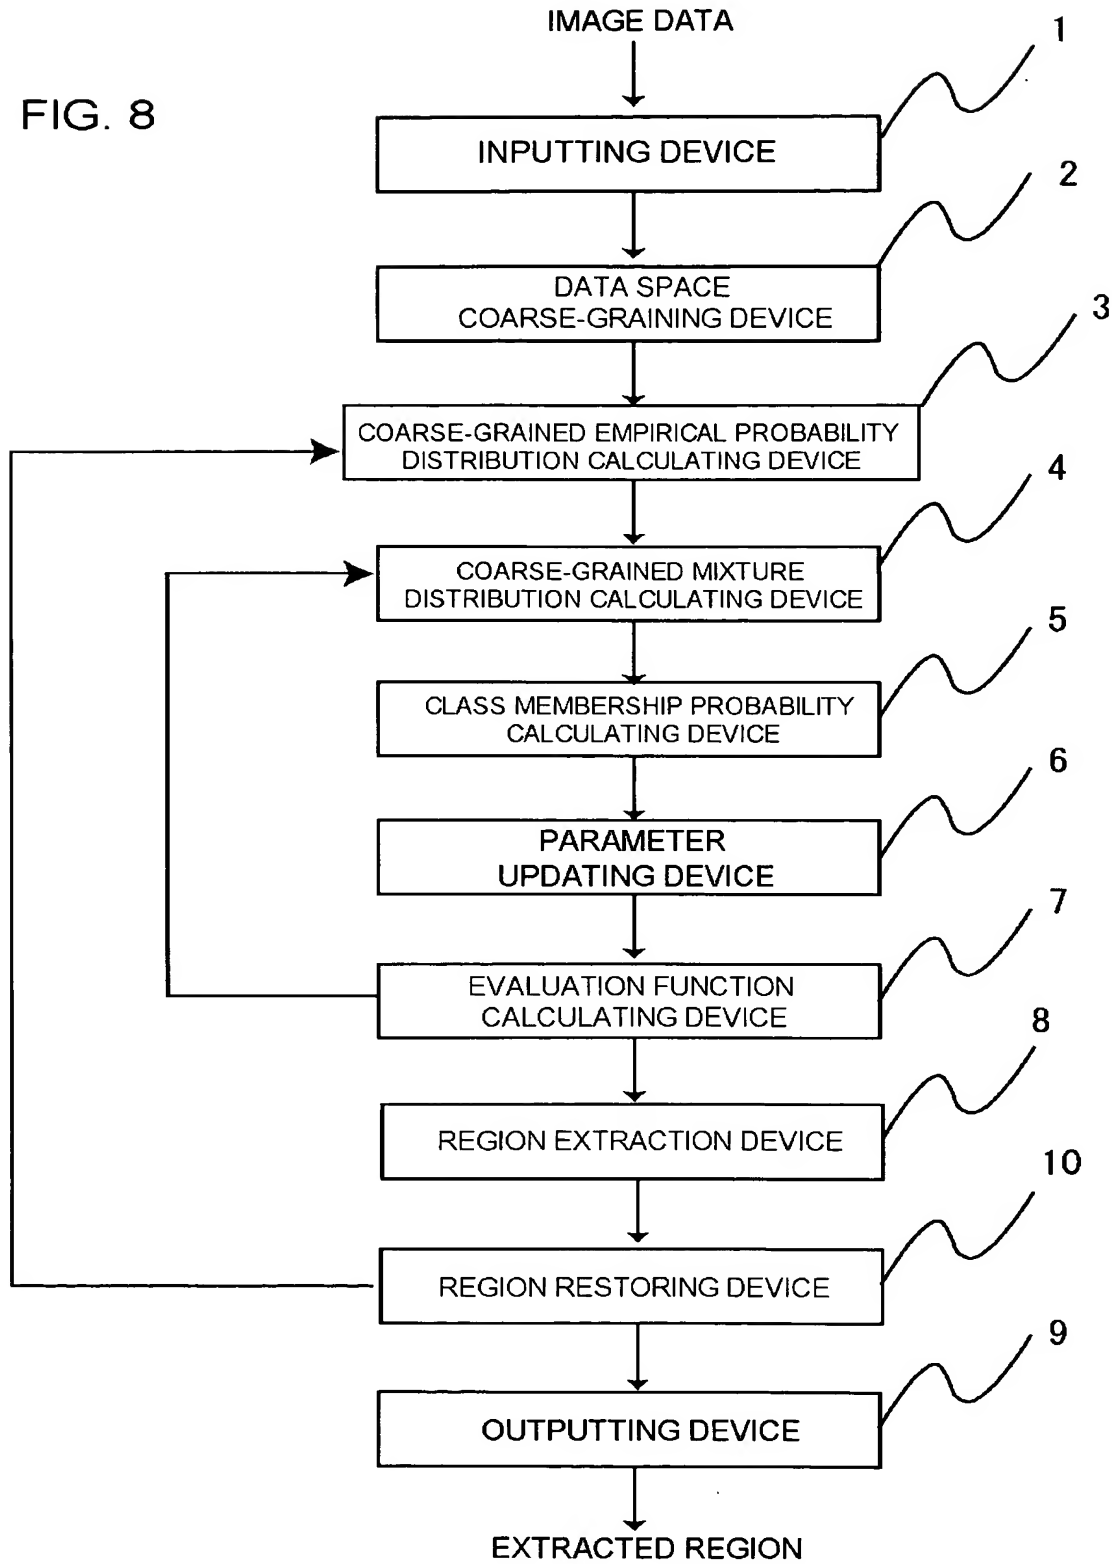 IMAGE DATA
1
FIG. 8
INPUTTING DEVICE
2
DATA SPACE
COARSE-GRAINING DEVICE
3
COARSE-GRAINED EMPIRICAL PROBABILITY
DISTRIBUTION CALCULATING DEVICE
4
COARSE-GRAINED MIXTURE
DISTRIBUTION CALCULATING DEVICE
5
CLASS MEMBERSHIP PROBABILITY
CALCULATING DEVICE
6
PARAMETER
UPDATING DEVICE
7
EVALUATION FUNCTION
CALCULATING DEVICE
8
REGION EXTRACTION DEVICE
10
REGION RESTORING DEVICE
9
OUTPUTTING DEVICE
EXTRACTED REGION